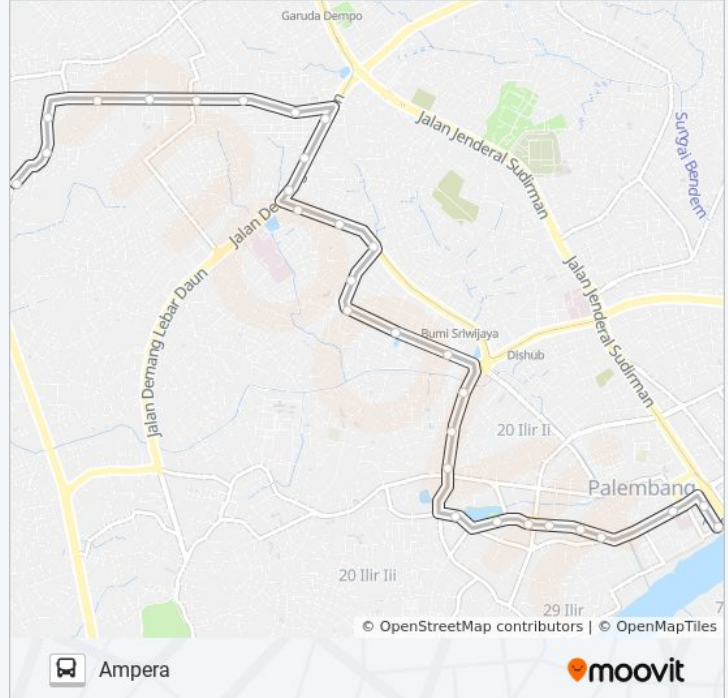 Garuda Dempo
Jalan Jenderal Sudirman
Sungai Bendem
Jalan De
Jalan Demang Lebar Daun
Jalan Jenderal Sudirman
Bumi Sriwijaya
Dishub
20 Ilir Ii
Palembang
20 Ilir Iii
29 Ilir
7
© OpenStreetMap contributors | © OpenMapTiles
Ampera
moovit